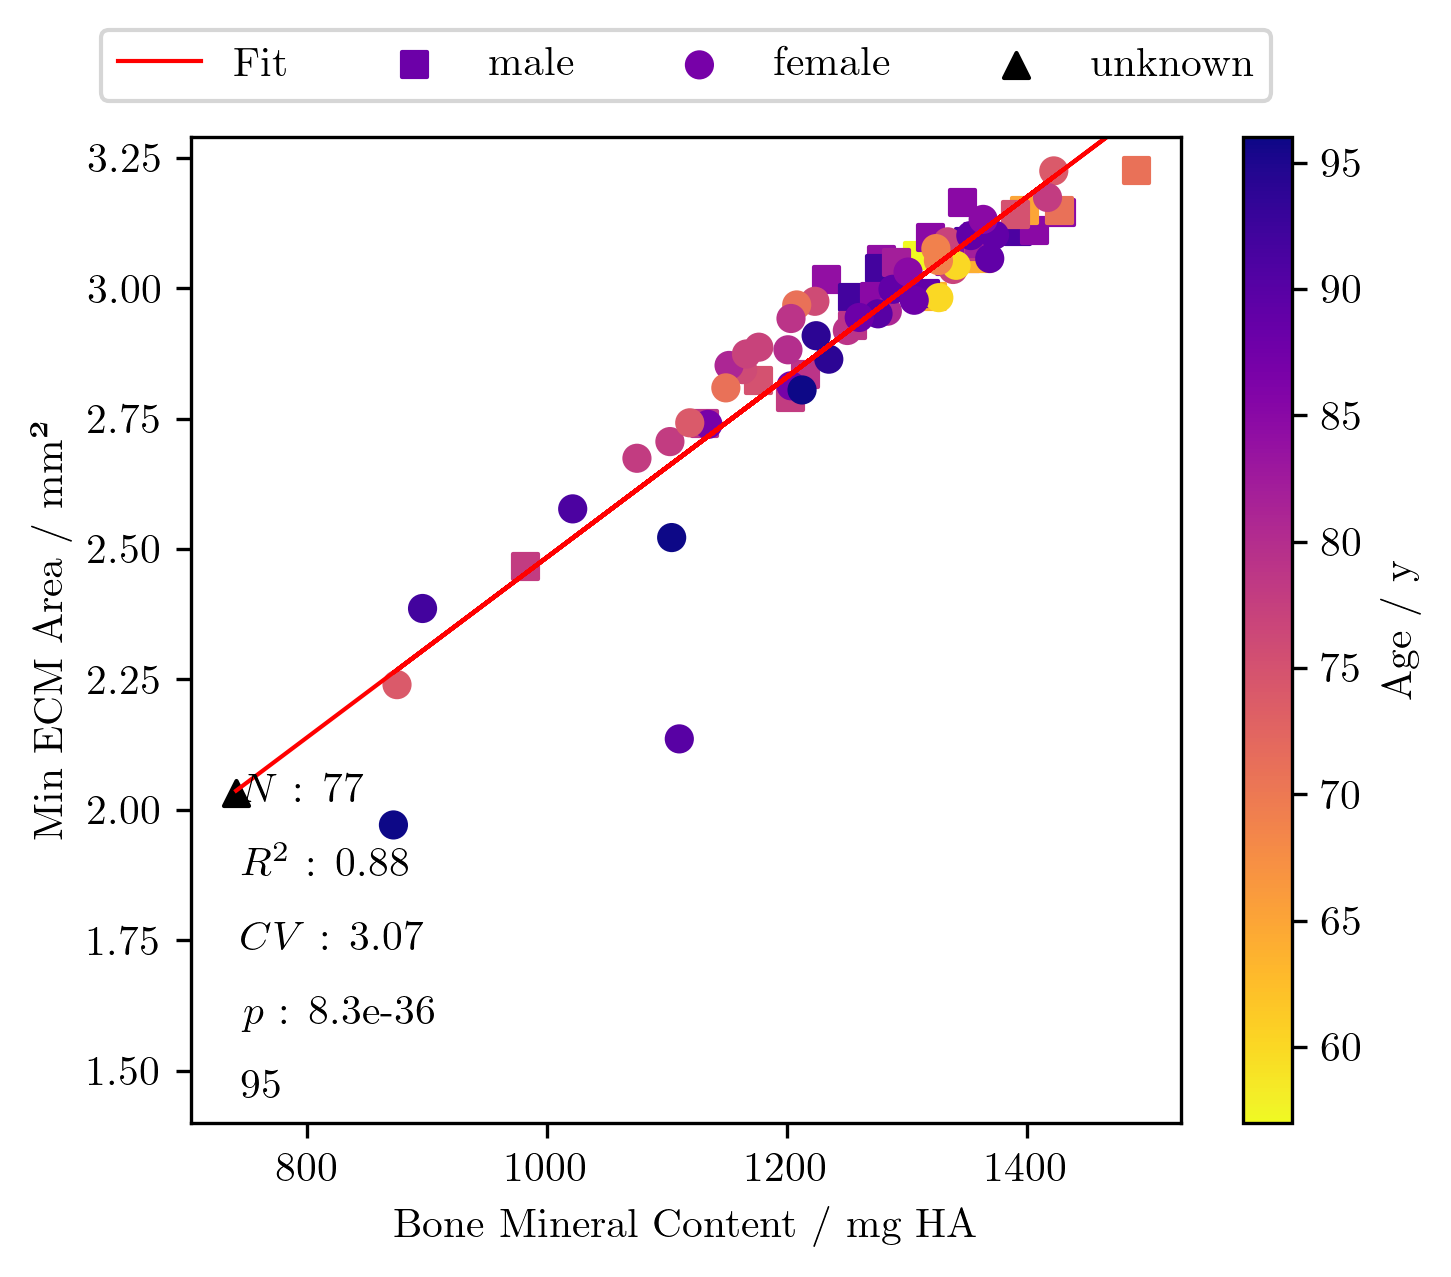 Fit male female unknown
3.25
3.00
2.75
2.50
2.25
2.00
1.75
1.50
Min ECM Area / mm²
N : 77
R² : 0.88
CV : 3.07
p : 8.3e-36
95
800 1000 1200 1400
Bone Mineral Content / mg HA
95
90
85
80
75
70
65
60
Age / y